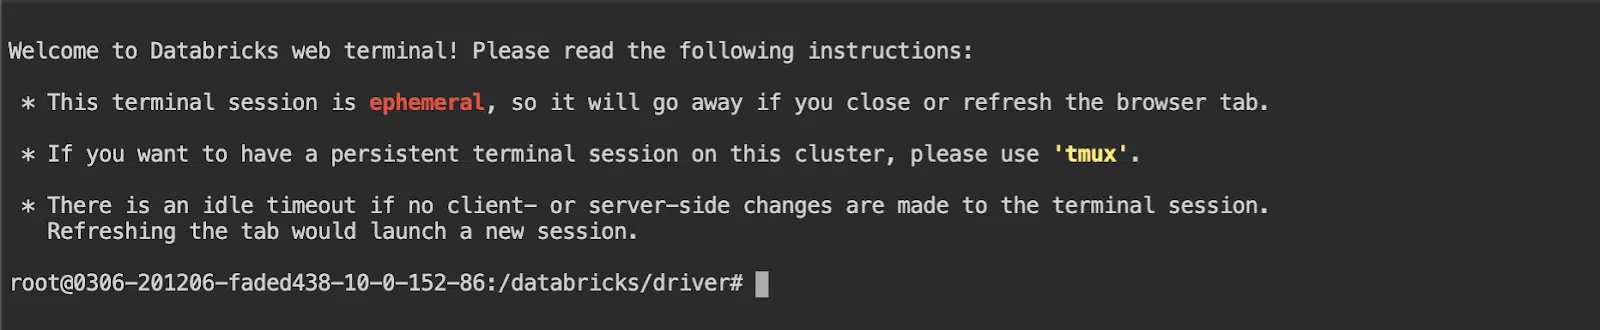 Welcome to Databricks web terminal! Please read the following instructions:
* This terminal session is ephemeral, so it will go away if you close or refresh the browser tab.
* If you want to have a persistent terminal session on this cluster, please use 'tmux'.
* There is an idle timeout if no client- or server-side changes are made to the terminal session.
Refreshing the tab would launch a new session.
root@0306-201206-faded438-10-0-152-86:/databricks/driver#